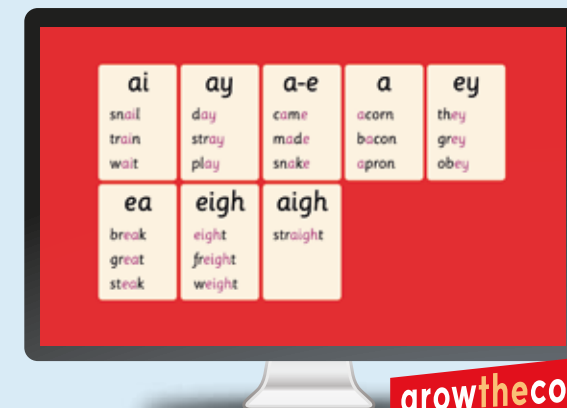 ai
snail
train
wait
ay
day
stray
play
a-e
came
made
snake
a
acorn
bacon
apron
ey
they
grey
obey
ea
break
great
steak
eigh
eight
freight
weight
aigh
straight
growtheco